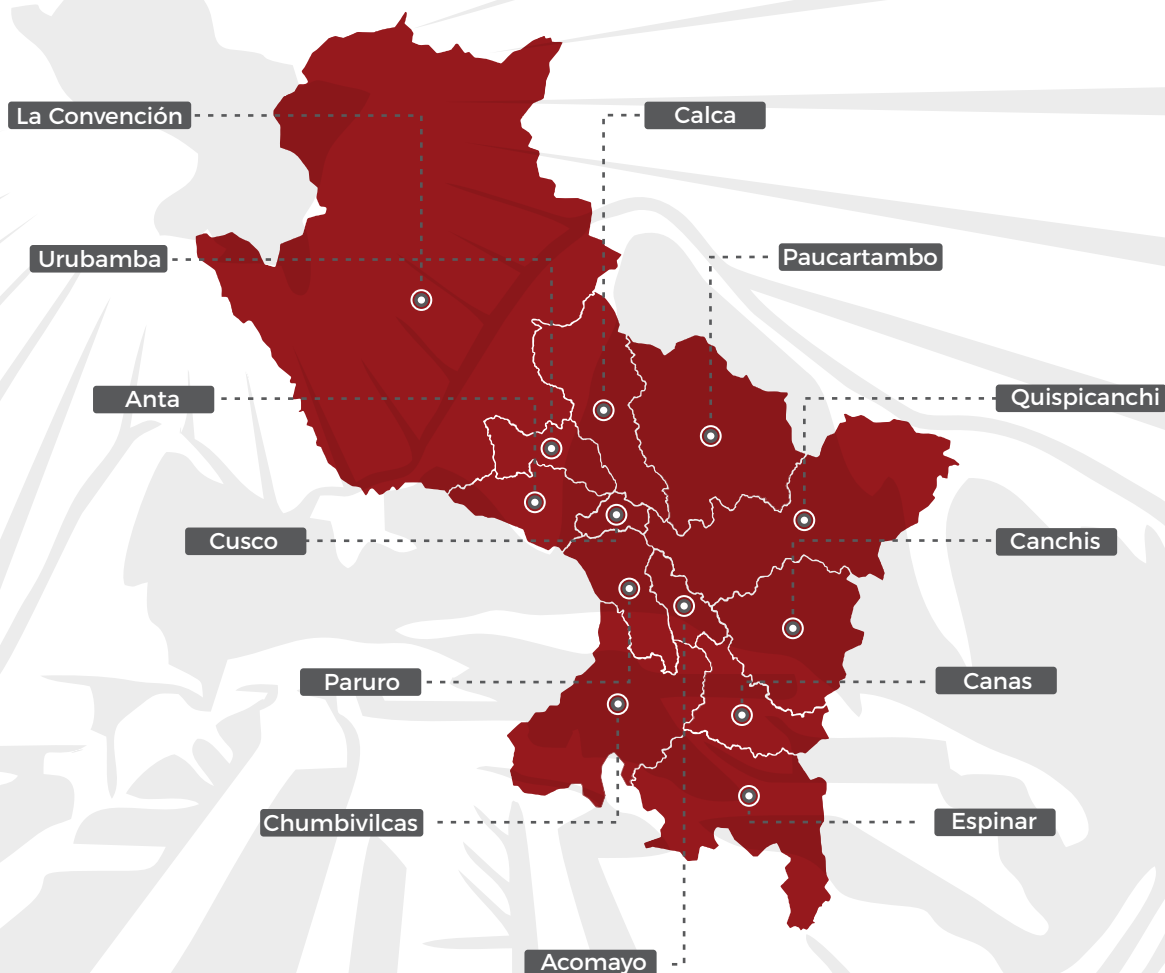 La Convención
Calca
Urubamba
Paucartambo
Anta
Quispicanchi
Cusco
Canchis
Paruro
Canas
Chumbivilcas
Espinar
Acomayo